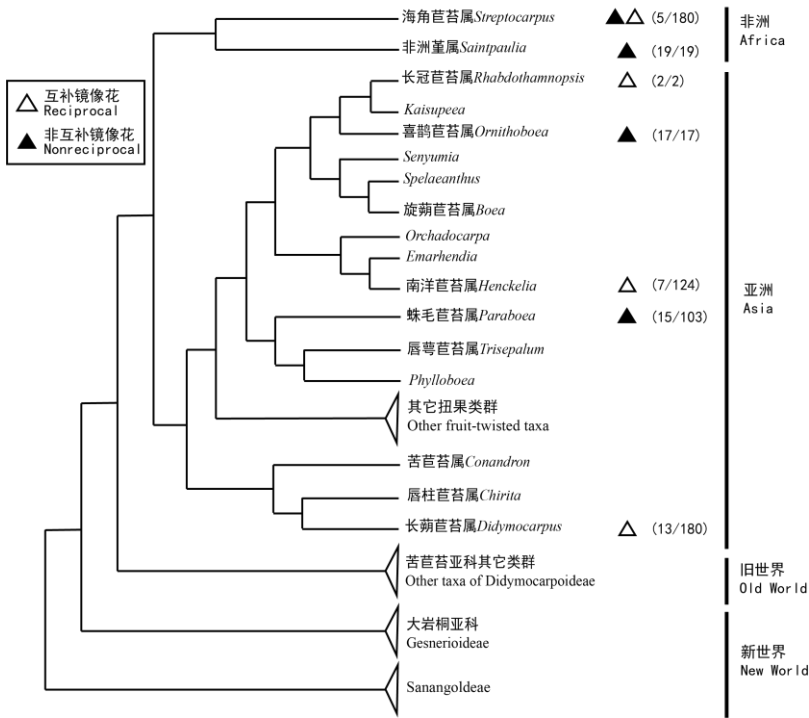 海角苣苔属Streptocarpus ▲△ (5/180)
非洲堇属Saintpaulia ▲ (19/19)
非洲
Africa
△ 互补镜像花
Reciprocal
▲ 非互补镜像花
Nonreciprocal
长冠苣苔属Rhabdothamnopsis △ (2/2)
Kaisupeea
喜鹊苣苔属Ornithoboea ▲ (17/17)
Senyumia
Spelaeanthus
旋蒴苣苔属Boea
Orchadocarpa
Emarhendia
南洋苣苔属Henckelia △ (7/124)
蛛毛苣苔属Paraboea ▲ (15/103)
唇萼苣苔属Trisepalum
Phylloboea
其它扭果类群
Other fruit-twisted taxa
苦苣苔属Conandron
唇柱苣苔属Chirita
长蒴苣苔属Didymocarpus △ (13/180)
亚洲
Asia
苦苣苔亚科其它类群
Other taxa of Didymocarpoideae
旧世界
Old World
大岩桐亚科
Gesnerioideae
Sanangoldeae
新世界
New World